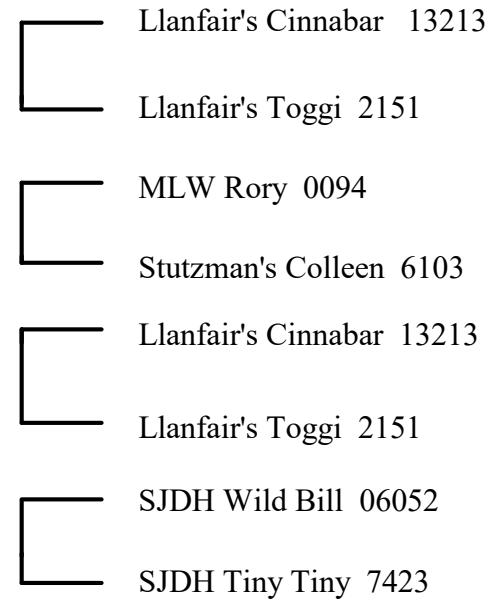 Llanfair's Cinnabar 13213
Llanfair's Toggi 2151
MLW Rory 0094
Stutzman's Colleen 6103
Llanfair's Cinnabar 13213
Llanfair's Toggi 2151
SJDH Wild Bill 06052
SJDH Tiny Tiny 7423